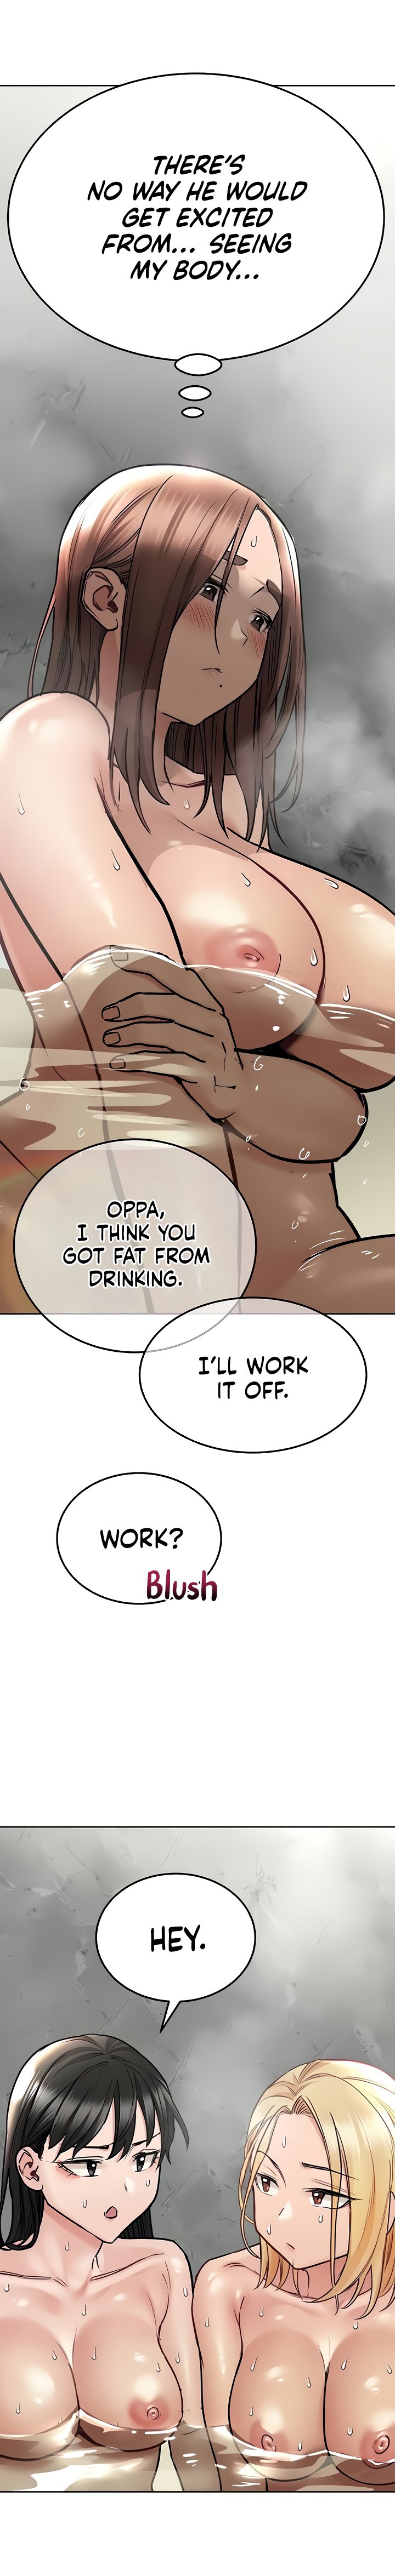 THERE'S
NO WAY HE WOULD
GET EXCITED
FROM... SEEING
MY BODY...
OPPA,
I THINK YOU
GOT FAT FROM
DRINKING.
I'LL WORK
IT OFF.
WORK?
Blush
HEY.